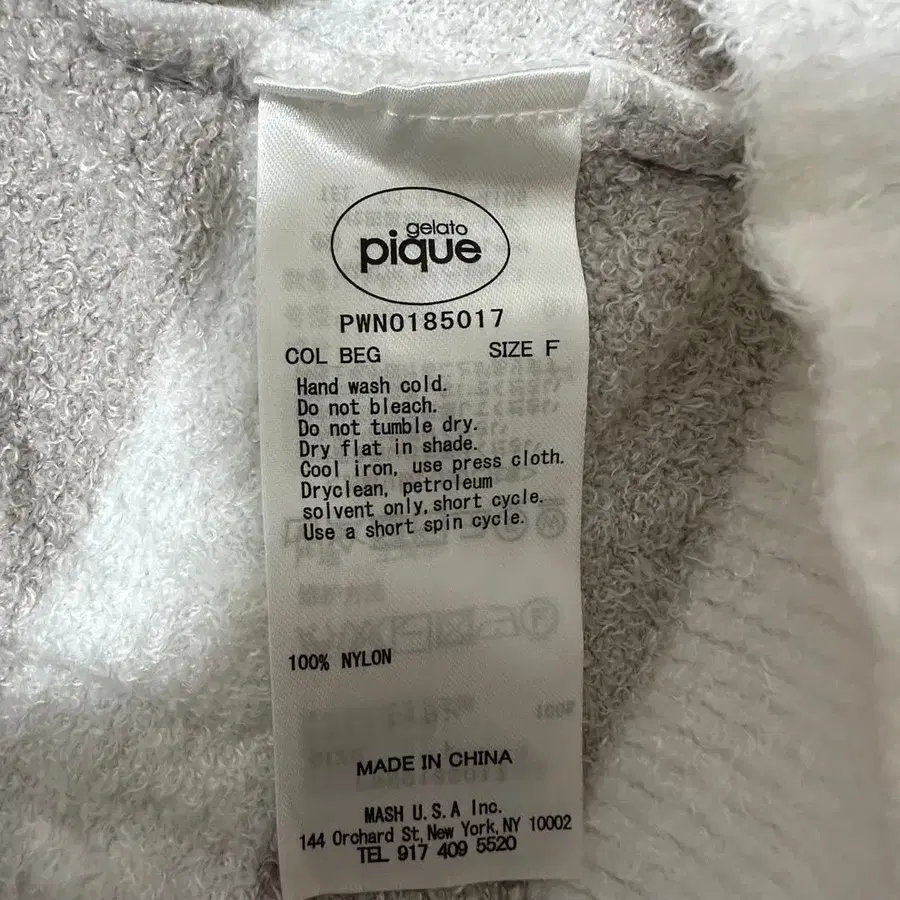 gelato
pique
PWNO185017
COL BEG SIZE F
Hand wash cold.
Do not bleach.
Do not tumble dry.
Dry flat in shade.
Cool iron, use press cloth.
Dryclean, petroleum
solvent only,short cycle.
Use a short spin cycle.
100% NYLON
MADE IN CHINA
MASH U.S.A Inc.
144 Orchard St, New York, NY 10002
TEL 917 409 5520